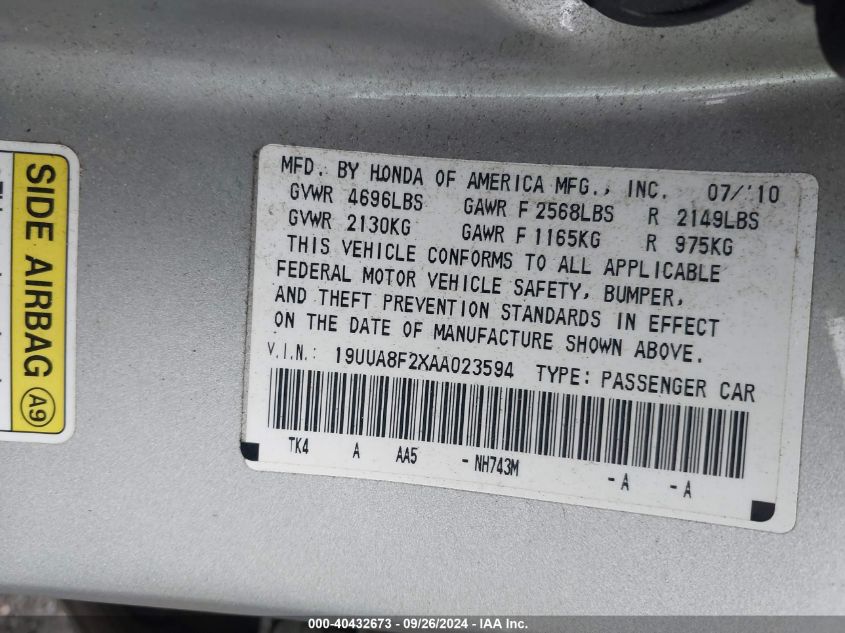 SIDE AIRBAG A9
MFD. BY HONDA OF AMERICA MFG., INC. 07/'10
GVWR 4696LBS GAWR F 2568LBS R 2149LBS
GVWR 2130KG GAWR F 1165KG R 975KG
THIS VEHICLE CONFORMS TO ALL APPLICABLE
FEDERAL MOTOR VEHICLE SAFETY, BUMPER,
AND THEFT PREVENTION STANDARDS IN EFFECT
ON THE DATE OF MANUFACTURE SHOWN ABOVE.
V.I.N.: 19UUA8F2XAA023594 TYPE: PASSENGER CAR
TK4 A AA5 - NH743M -A -A
000 - 40432673 - 09/26/2024 - IAA Inc.